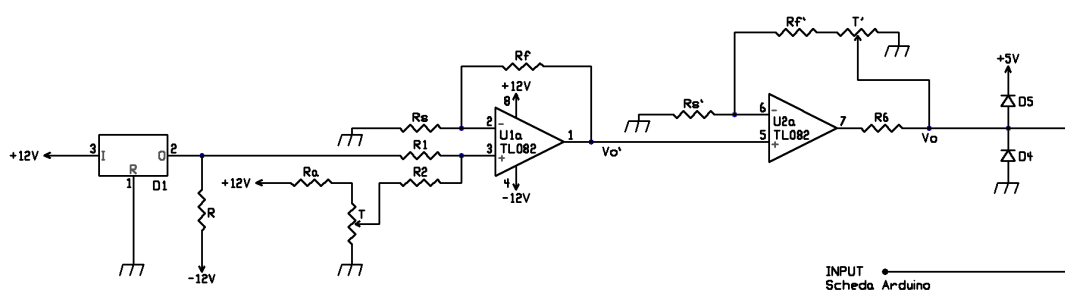 Rf' T'
+5V
Rf
+12V
8
D5
Rs 2 - U1a TL082 1
Rs' 6 - U2a TL082 7 R6
5 +
Vo' Vo
D4
+12V 3 I O 2
R
1 D1
R1 3 +
4
-12V
+12V Ra R2
R T
-12V
INPUT
Scheda Arduino